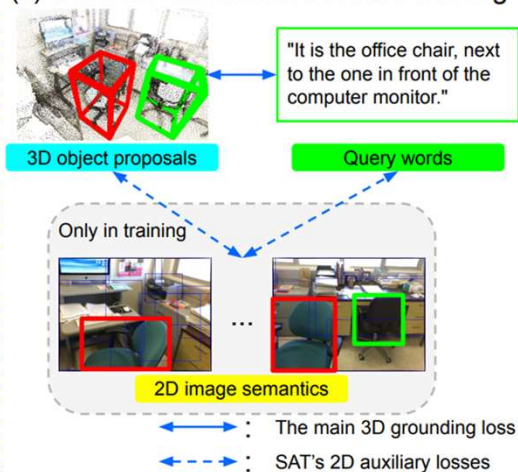 "It is the office chair, next
to the one in front of the
computer monitor."
3D object proposals
Query words
Only in training
...
2D image semantics
: The main 3D grounding loss
: SAT's 2D auxiliary losses